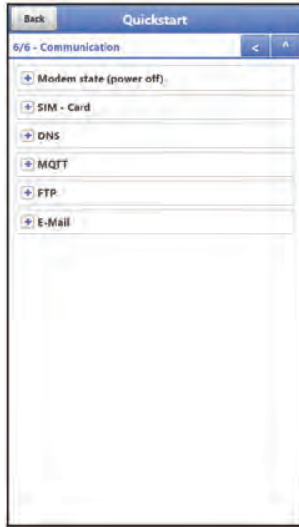 Back
Quickstart
6/6 - Communication
<
^
+ Modem state (power off)
+ SIM - Card
+ DNS
+ MQTT
+ FTP
+ E-Mail